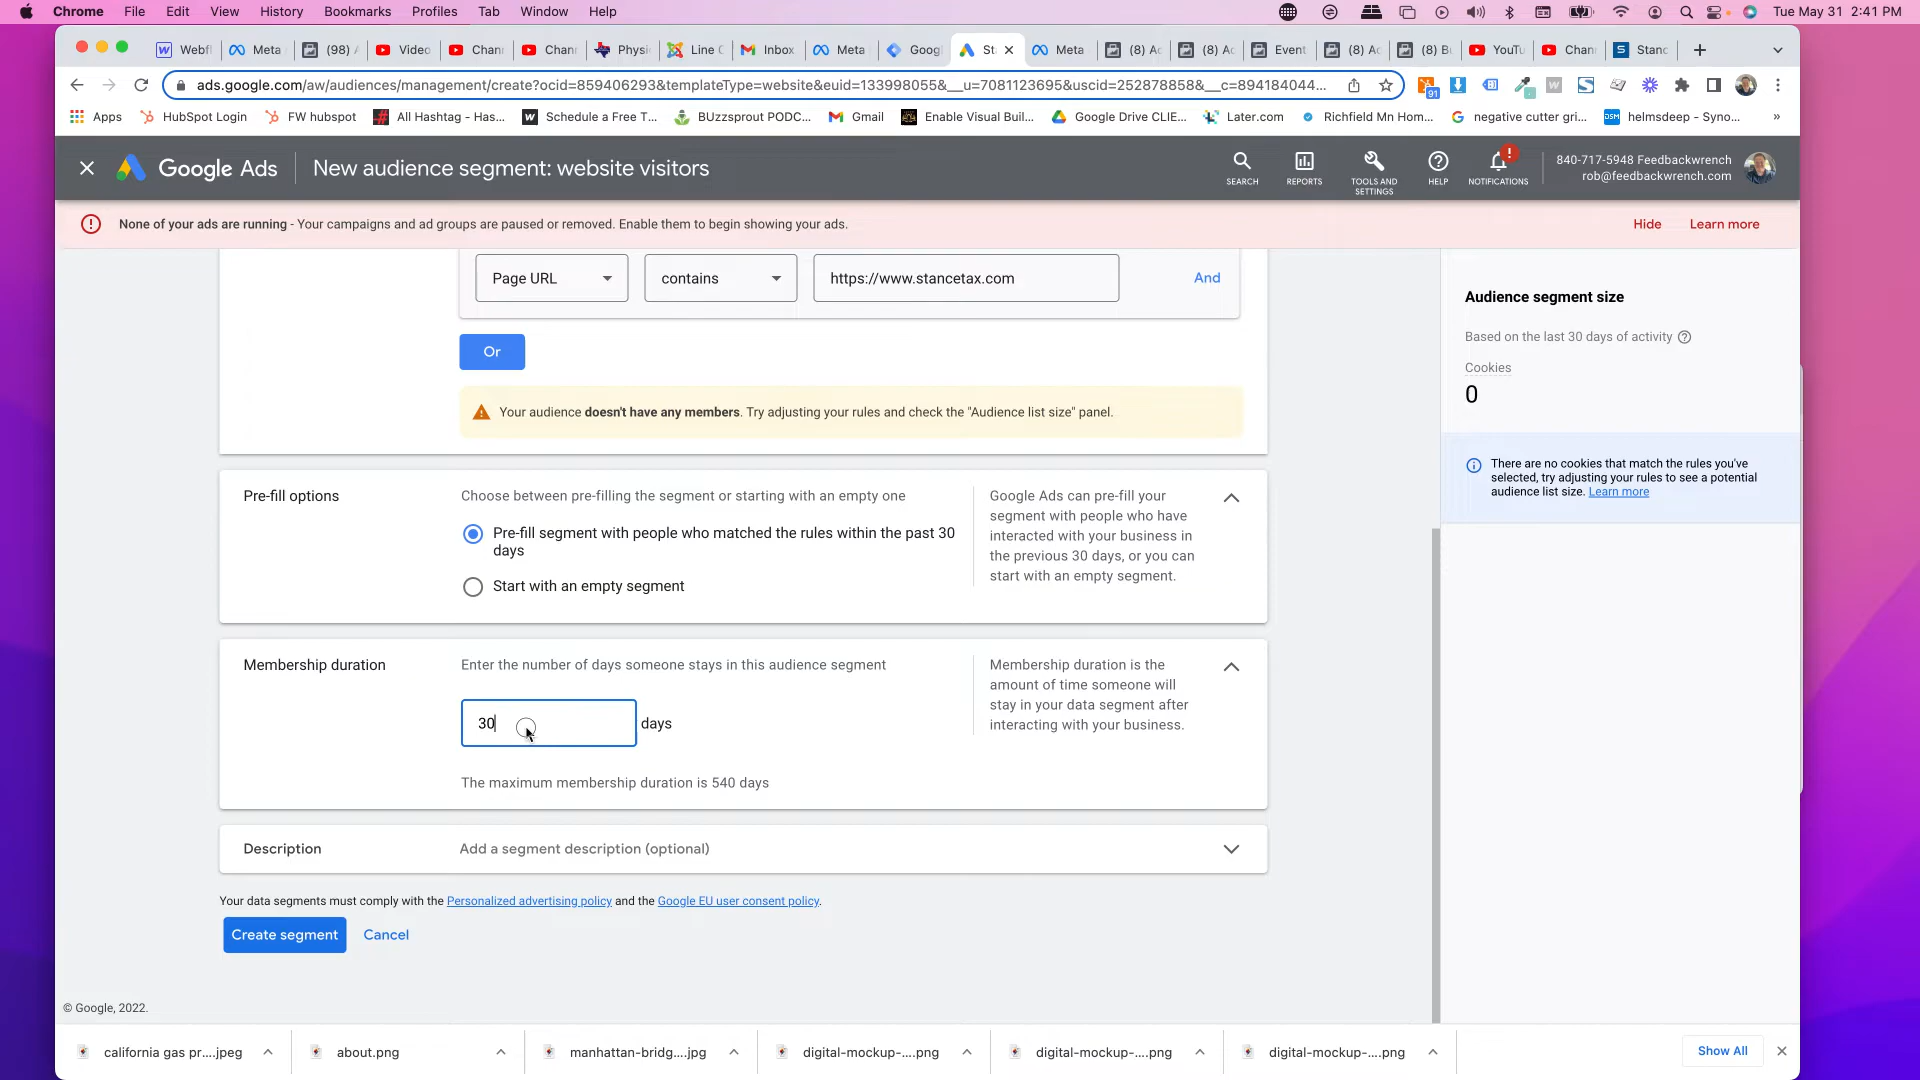 Chrome File Edit View History Bookmarks Profiles Tab Window Help Tue May 31 2:41 PM
Webfl Meta (98) A Video Chann Chann Physi Line C Inbox Meta Goog St Meta (8) Ac (8) Ac Event (8) Ac (8) Bu YouTu Chan Stanc
ads.google.com/aw/audiences/management/create?ocid=859406293&templateType=website&euid=133998055&__u=7081123695&uscid=252878858&__c=894184044... 91
Apps HubSpot Login FW hubspot All Hashtag - Has... Schedule a Free T... BUzzsprout PODC... Gmail Enable Visual Buil... Google Drive CLIE... Later.com Richfield Mn Hom... negative cutter gri... helmsdeep - Syno... »
Google Ads New audience segment: website visitors
SEARCH REPORTS TOOLS AND SETTINGS HELP NOTIFICATIONS
840-717-5948 Feedbackwrench
rob@feedbackwrench.com
None of your ads are running - Your campaigns and ad groups are paused or removed. Enable them to begin showing your ads. Hide Learn more
Page URL contains https://www.stancetax.com And
Or
Your audience doesn't have any members. Try adjusting your rules and check the "Audience list size" panel.
Audience segment size
Based on the last 30 days of activity
Cookies
0
There are no cookies that match the rules you've
selected, try adjusting your rules to see a potential
audience list size. Learn more
Pre-fill options
Choose between pre-filling the segment or starting with an empty one
Pre-fill segment with people who matched the rules within the past 30
days
Start with an empty segment
Google Ads can pre-fill your
segment with people who have
interacted with your business in
the previous 30 days, or you can
start with an empty segment.
Membership duration
Enter the number of days someone stays in this audience segment
30 days
The maximum membership duration is 540 days
Membership duration is the
amount of time someone will
stay in your data segment after
interacting with your business.
Description Add a segment description (optional)
Your data segments must comply with the Personalized advertising policy and the Google EU user consent policy.
Create segment Cancel
© Google, 2022.
california gas pr....jpeg about.png manhattan-bridg....jpg digital-mockup-....png digital-mockup-....png digital-mockup-....png Show All